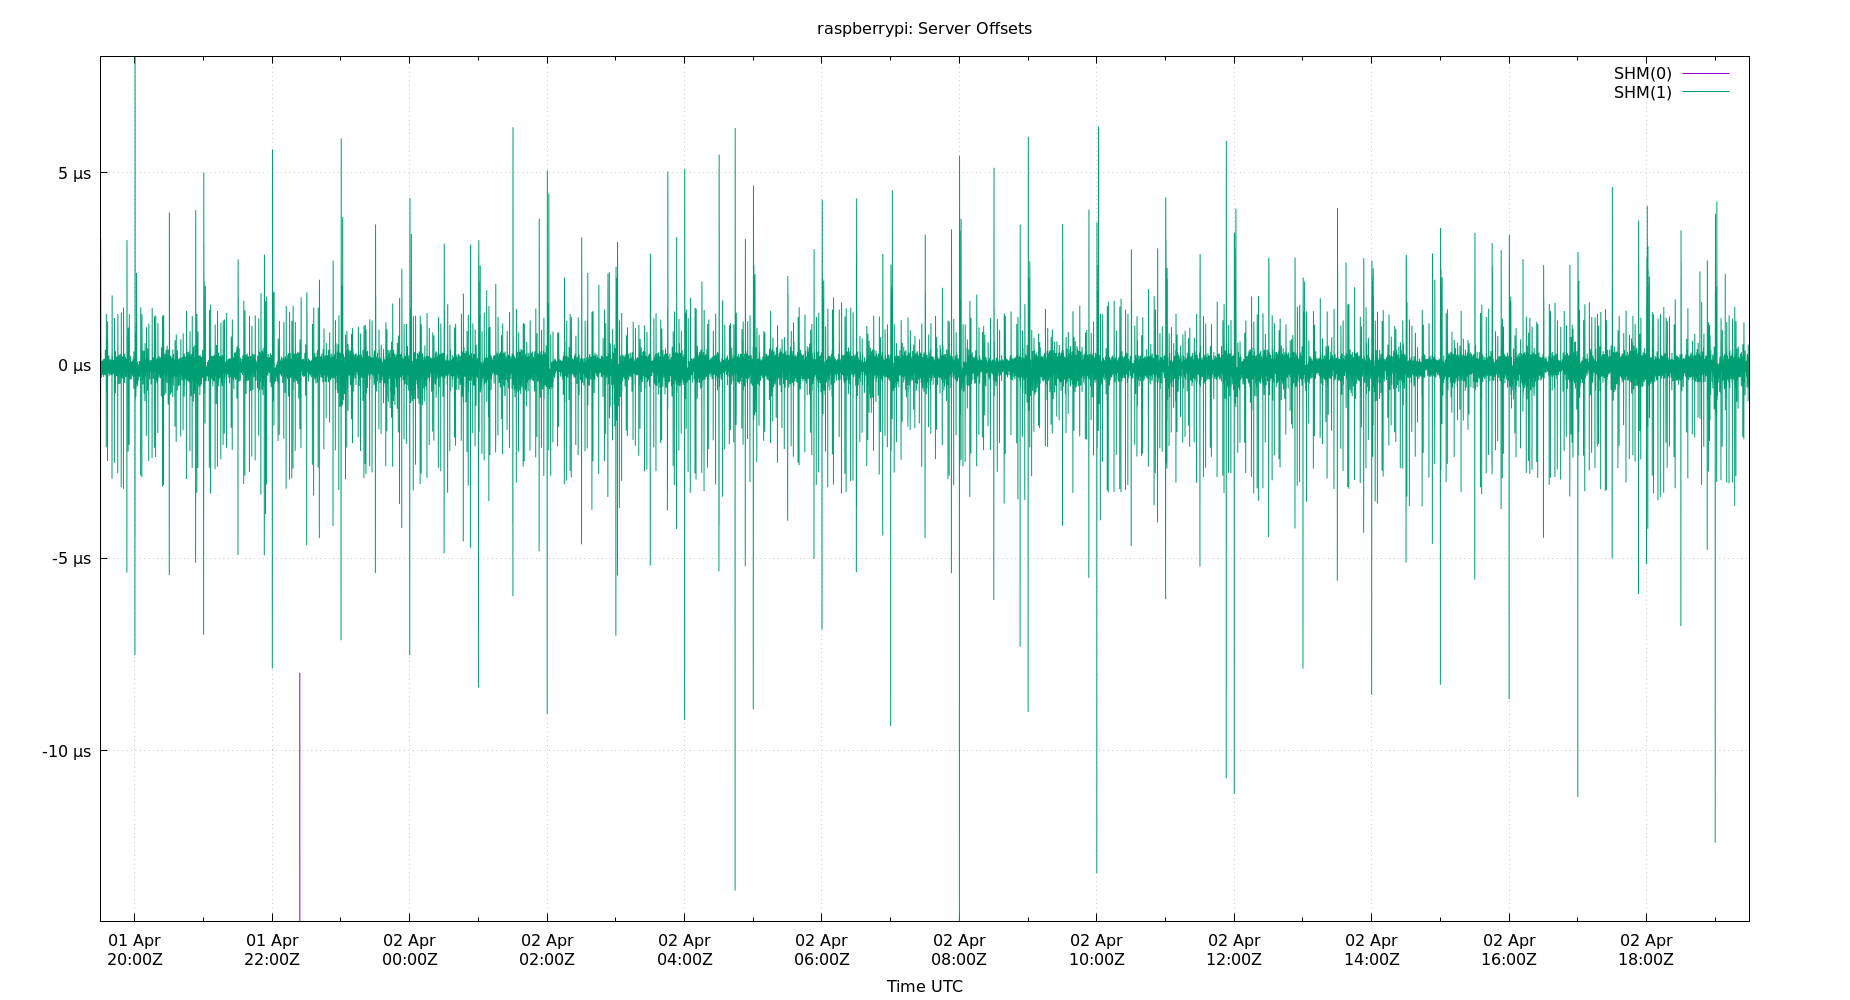 raspberrypi: Server Offsets
SHM(0)
SHM(1)
5 µs
0 µs
-5 µs
-10 µs
01 Apr 01 Apr 02 Apr 02 Apr 02 Apr 02 Apr 02 Apr 02 Apr 02 Apr 02 Apr 02 Apr 02 Apr
20:00Z 22:00Z 00:00Z 02:00Z 04:00Z 06:00Z 08:00Z 10:00Z 12:00Z 14:00Z 16:00Z 18:00Z
Time UTC